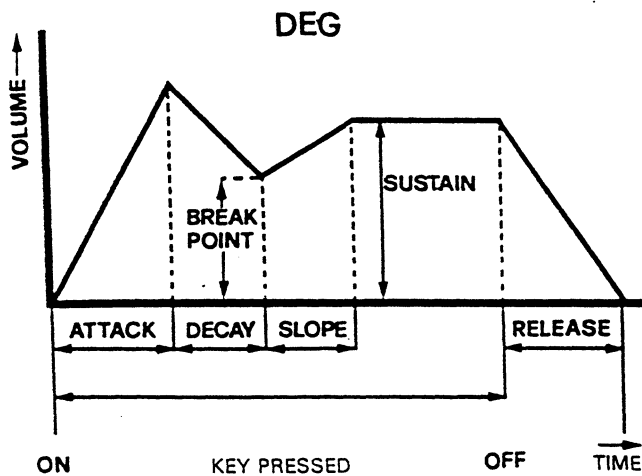 DEG
VOLUME
BREAK
POINT
SUSTAIN
ATTACK
DECAY
SLOPE
RELEASE
ON
KEY PRESSED
OFF
TIME